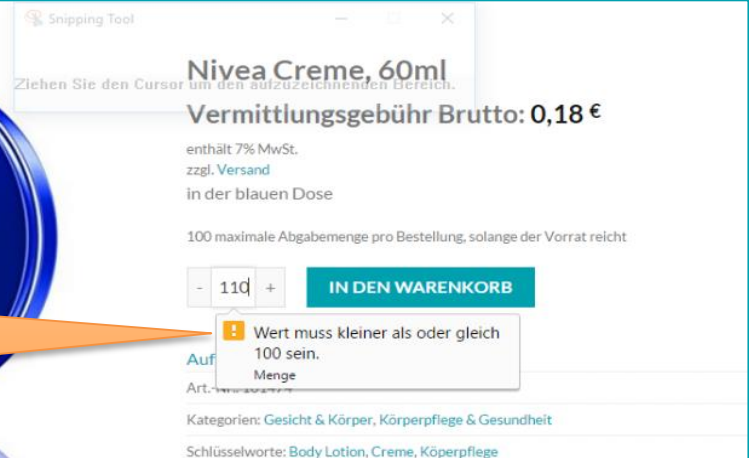 Snipping Tool
Nivea Creme, 60ml
Ziehen Sie den Cursor um den aufzuzeichnenden Bereich.
Vermittlungsgebühr Brutto: 0,18 €
enthält 7% MwSt.
zzgl. Versand
in der blauen Dose
100 maximale Abgabemenge pro Bestellung, solange der Vorrat reicht
- 110 + IN DEN WARENKORB
Wert muss kleiner als oder gleich
100 sein.
Auf
Menge
Art.-Nr.
Kategorien: Gesicht & Körper, Körperpflege & Gesundheit
Schlüsselworte: Body Lotion, Creme, Köperpflege